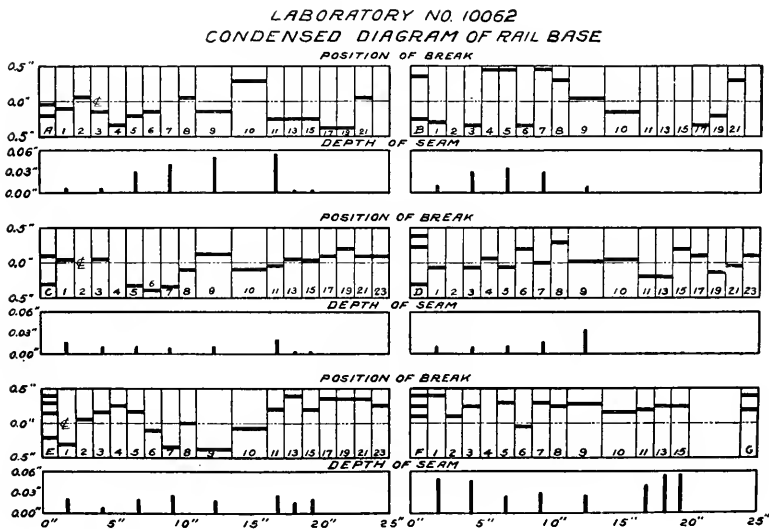 LABORATORY NO. 10062
CONDENSED DIAGRAM OF RAIL BASE
POSITION OF BREAK
0.5"
0.0"
0.5"
A 1 2 3 4 5 6 7 8 9 10 11 13 15 17 19 21
B 1 2 3 4 5 6 7 8 9 10 11 13 15 17 19 21
DEPTH OF SEAM
0.06"
0.03"
0.00"
POSITION OF BREAK
0.5"
0.0"
0.5"
C 1 2 3 5 6 7 8 9 10 11 13 15 17 19 21 23
D 1 2 3 4 5 6 7 8 9 10 11 13 15 17 19 21 23
DEPTH OF SEAM
0.06"
0.03"
0.00"
POSITION OF BREAK
0.5"
0.0"
0.5"
E 1 2 3 4 5 6 7 8 9 10 11 13 15 17 19 21 23
F 1 2 3 4 5 6 7 8 9 10 11 13 15 G
DEPTH OF SEAM
0.06"
0.03"
0.00"
0" 5" 10" 15" 20" 25"
0" 5" 10" 15" 20" 25"